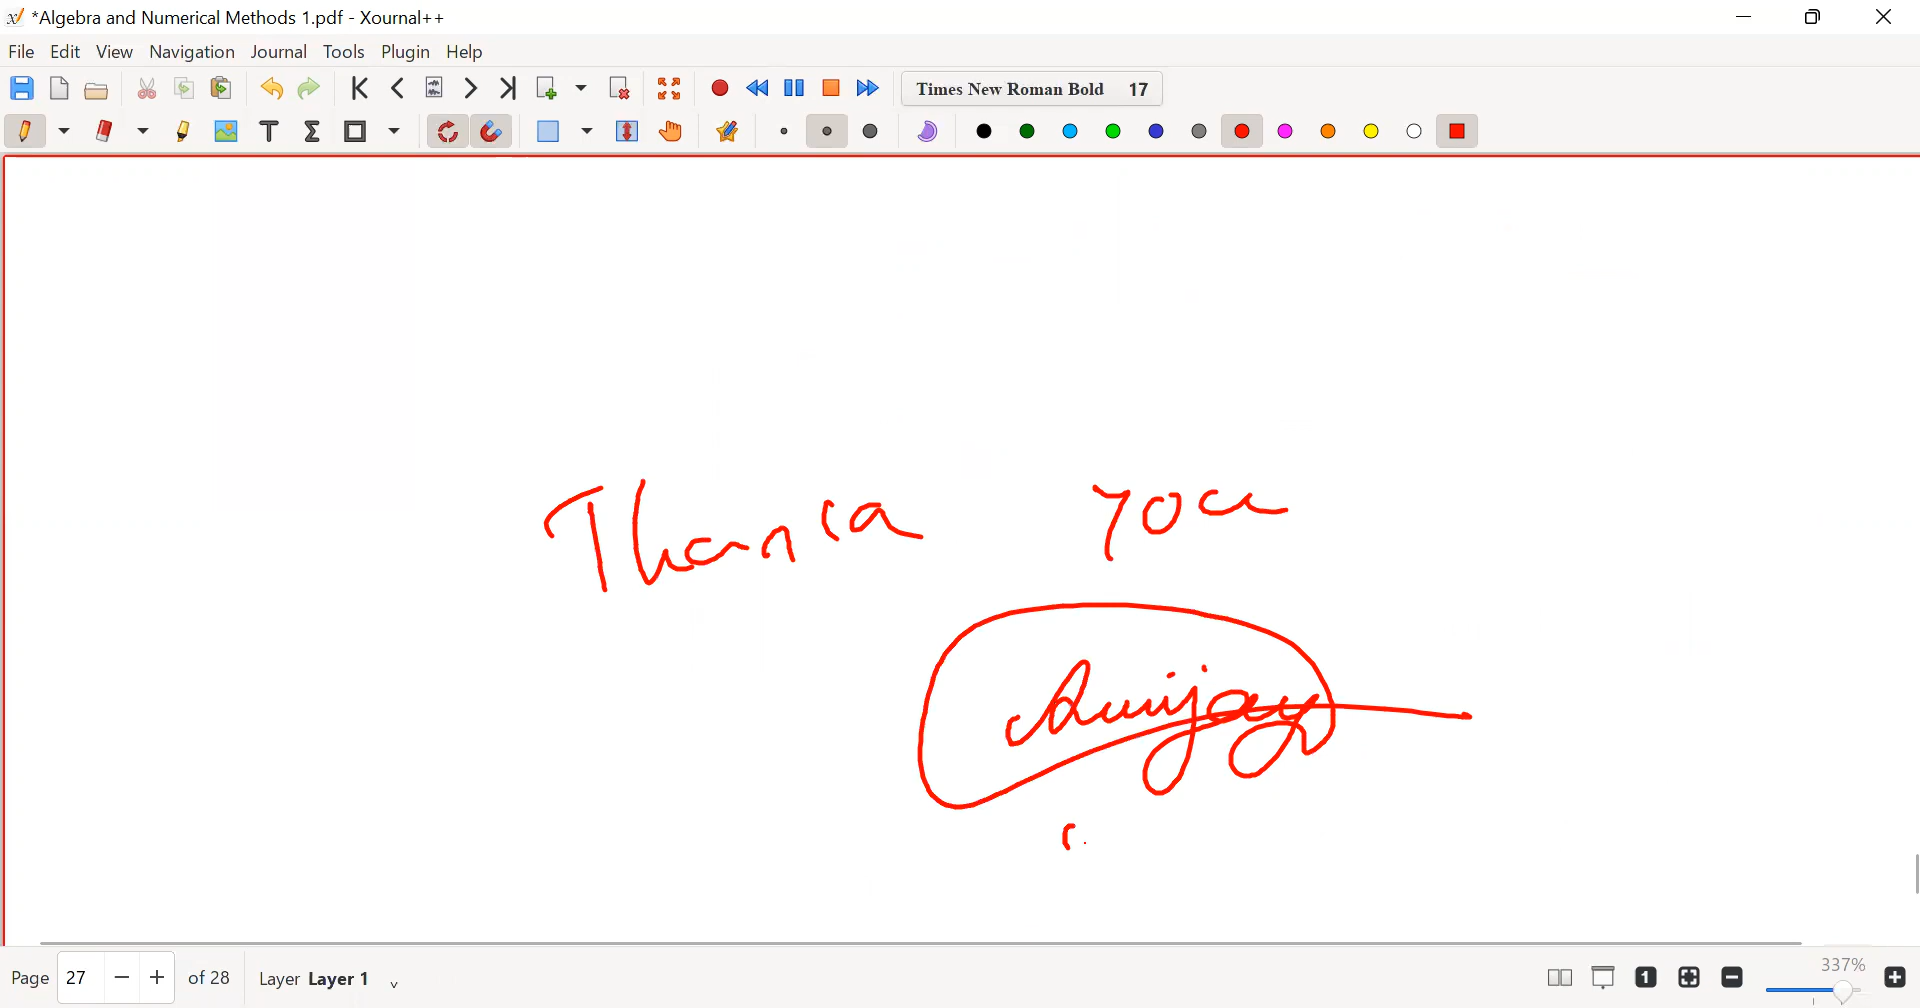 *Algebra and Numerical Methods 1.pdf - Xournal++
File Edit View Navigation Journal Tools Plugin Help
Times New Roman Bold 17
Thank you
Page 27 of 28 Layer Layer 1 337%